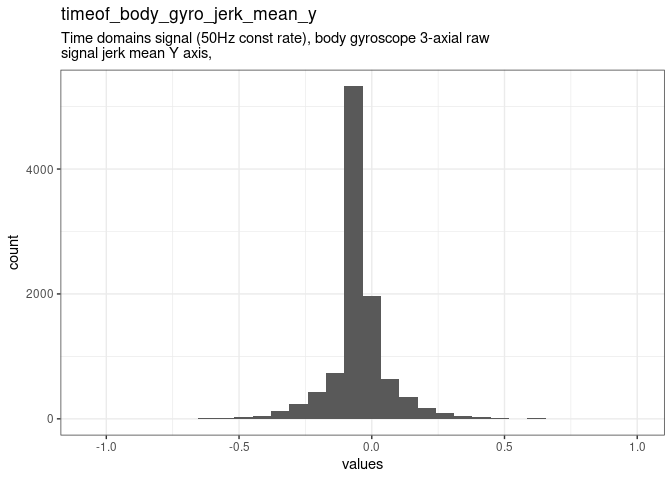 timeof_body_gyro_jerk_mean_y
Time domains signal (50Hz const rate), body gyroscope 3-axial raw
signal jerk mean Y axis,
count
4000
2000
0
-1.0 -0.5 0.0 0.5 1.0
values